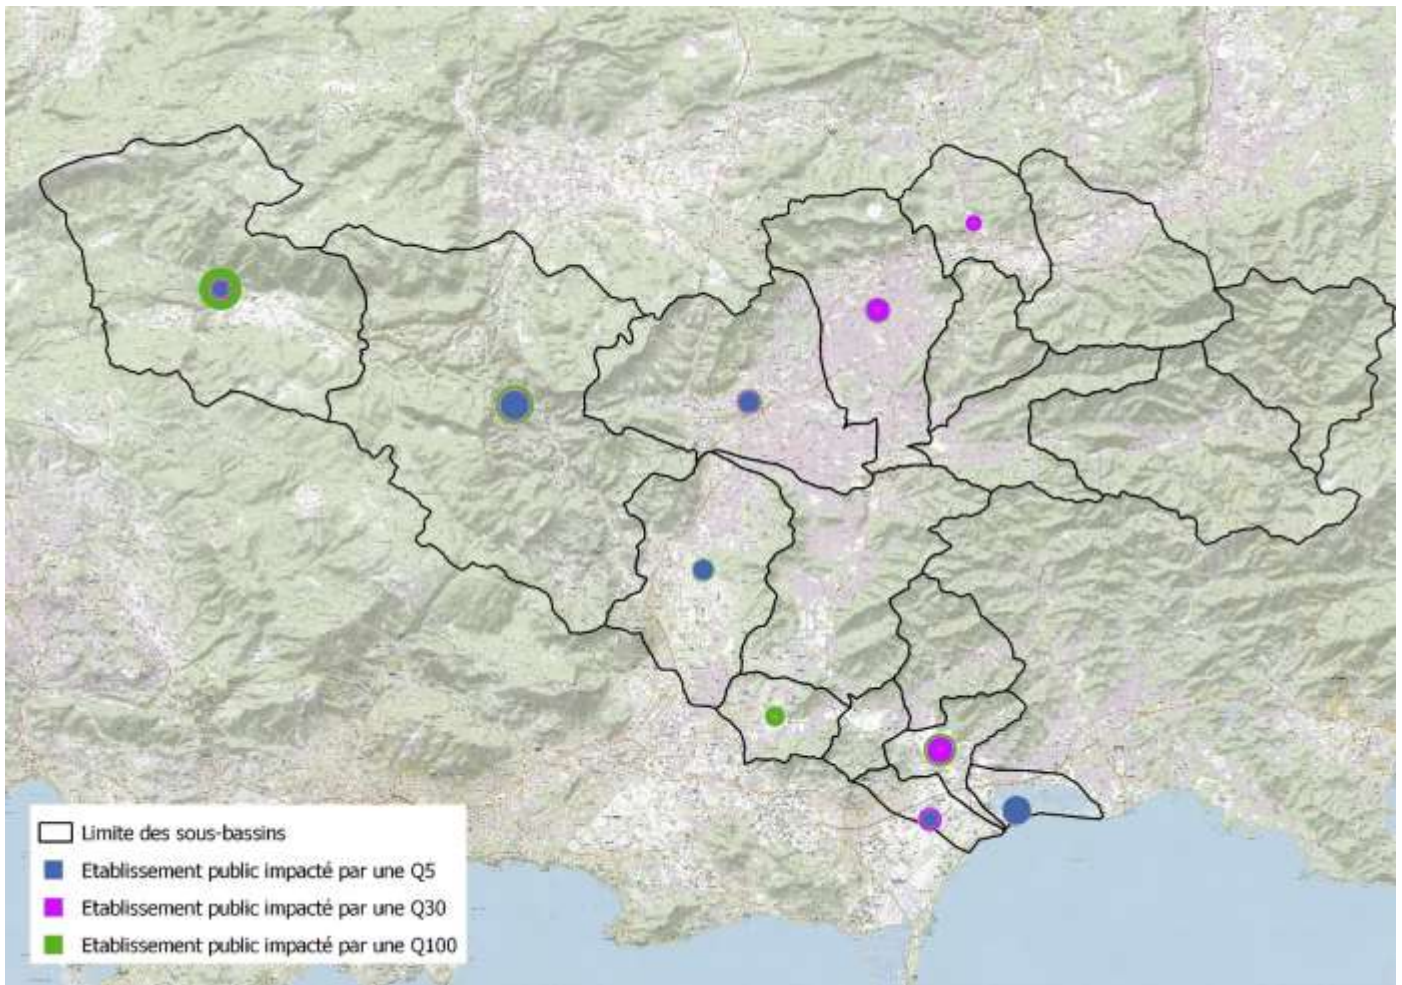 Limite des sous-bassins
Etablissement public impacté par une Q5
Etablissement public impacté par une Q30
Etablissement public impacté par une Q100